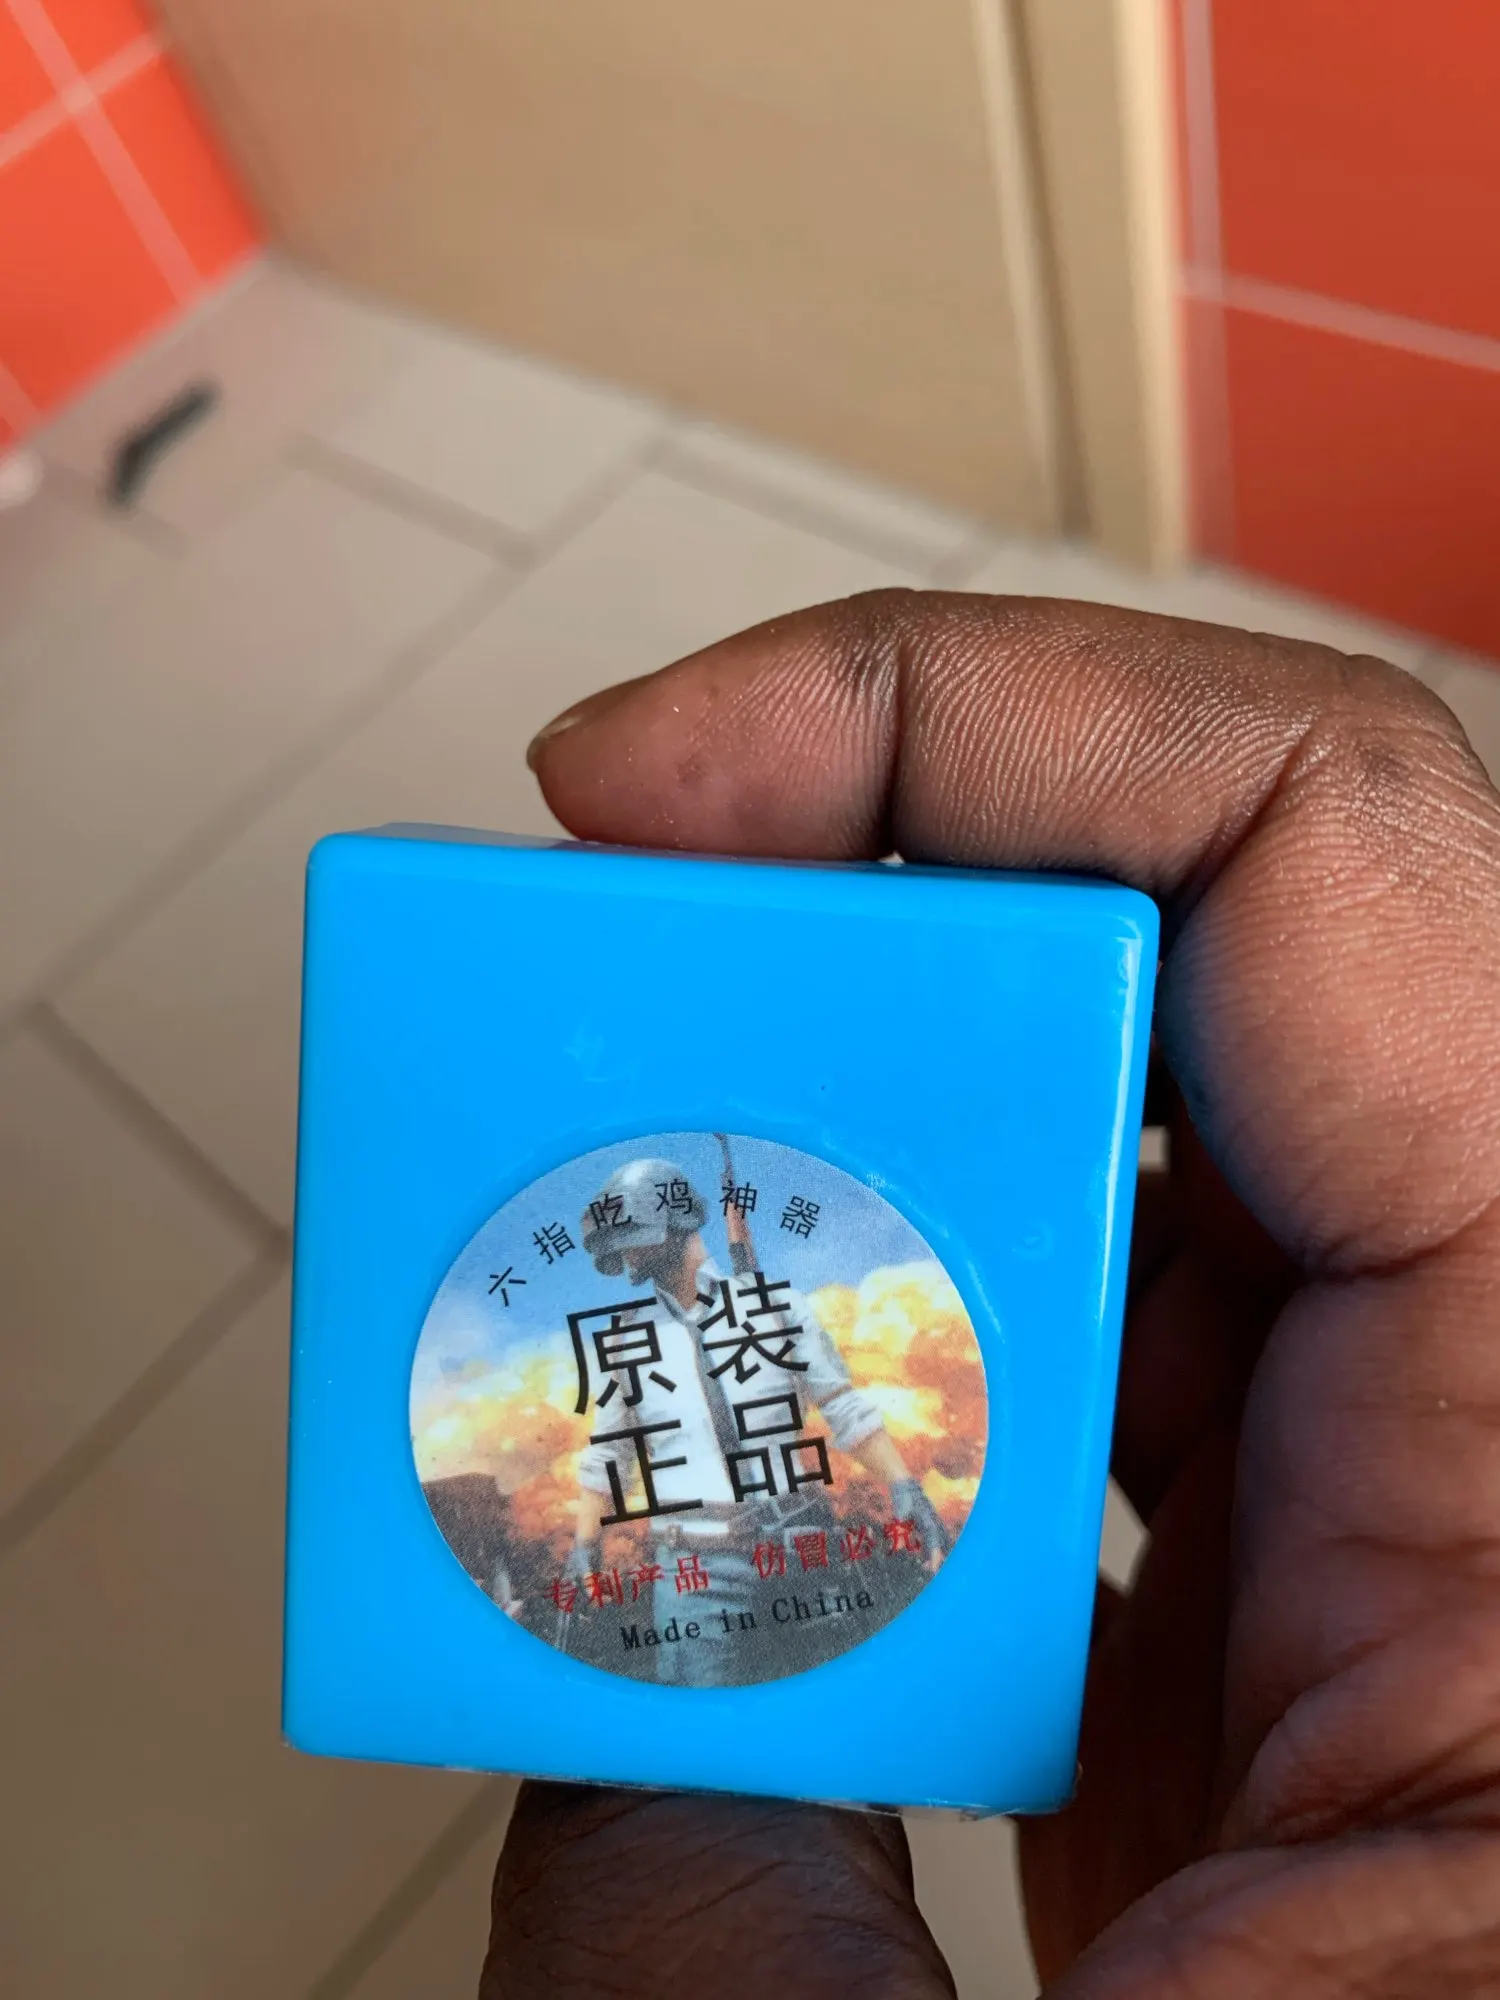 六指吃鸡神器
原装
正品
专利产品 仿冒必究
Made in China